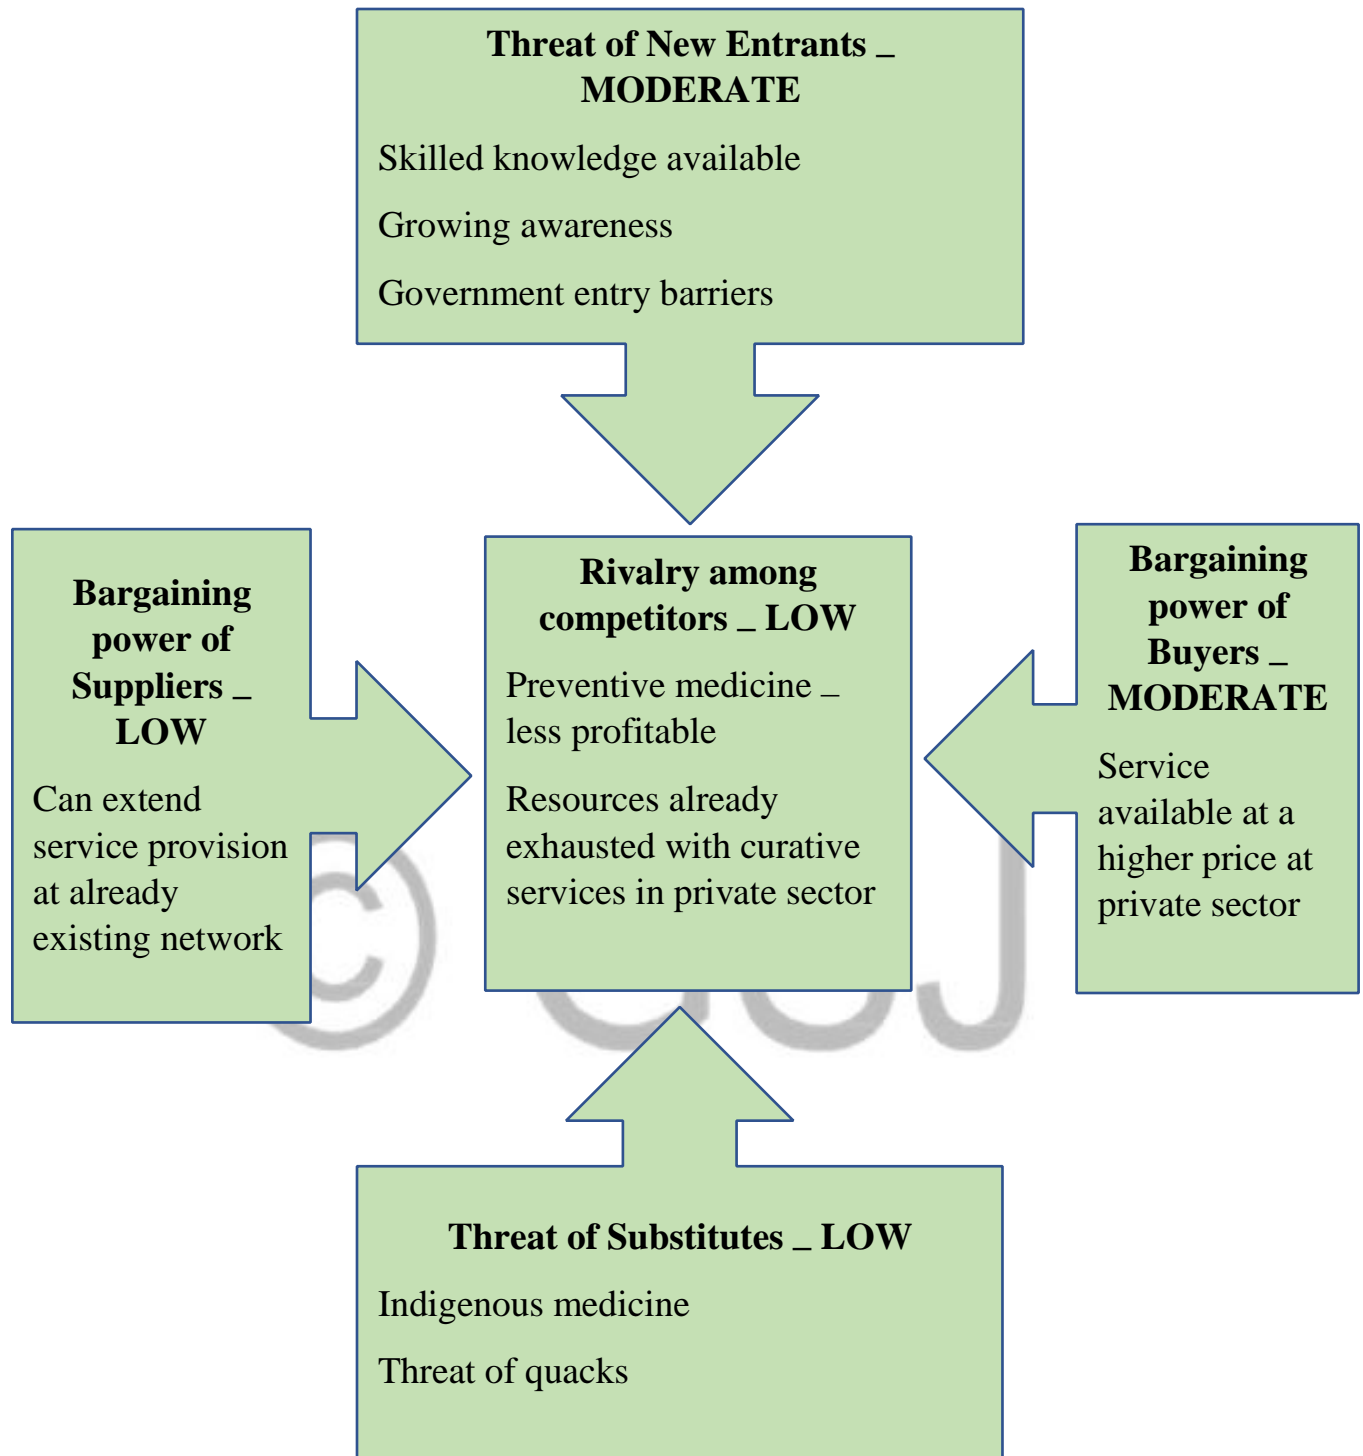 Threat of New Entrants _
MODERATE
Skilled knowledge available
Growing awareness
Government entry barriers
Bargaining
power of
Suppliers _
LOW
Can extend
service provision
at already
existing network
Rivalry among
competitors _ LOW
Preventive medicine _
less profitable
Resources already
exhausted with curative
services in private sector
Bargaining
power of
Buyers _
MODERATE
Service
available at a
higher price at
private sector
Threat of Substitutes _ LOW
Indigenous medicine
Threat of quacks
© GSJ